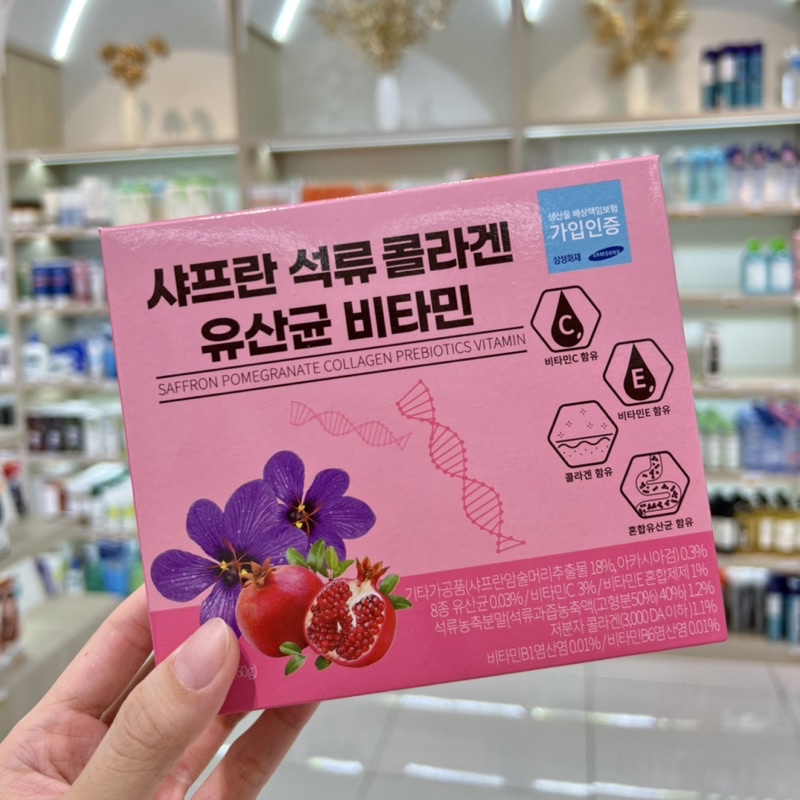 생산물 배상책임보험
가입인증
삼성화재 SAMSUNG
샤프란 석류 콜라겐
유산균 비타민
SAFFRON POMEGRANATE COLLAGEN PREBIOTICS VITAMIN
C
비타민C 함유
E
비타민E 함유
콜라겐 함유
혼합유산균 함유
기타가공품(샤프란암술머리추출물 18%, 아카시아검) 0.3%
8종 유산균 0.03% / 비타민C 3% / 비타민E 혼합제제 1%
석류농축분말(석류과즙농축액(고형분50%) 40%) 1.2%
저분자 콜라겐(3,000 DA 이하) 1.1%
비타민B1염산염 0.01% / 비타민B6염산염 0.01%